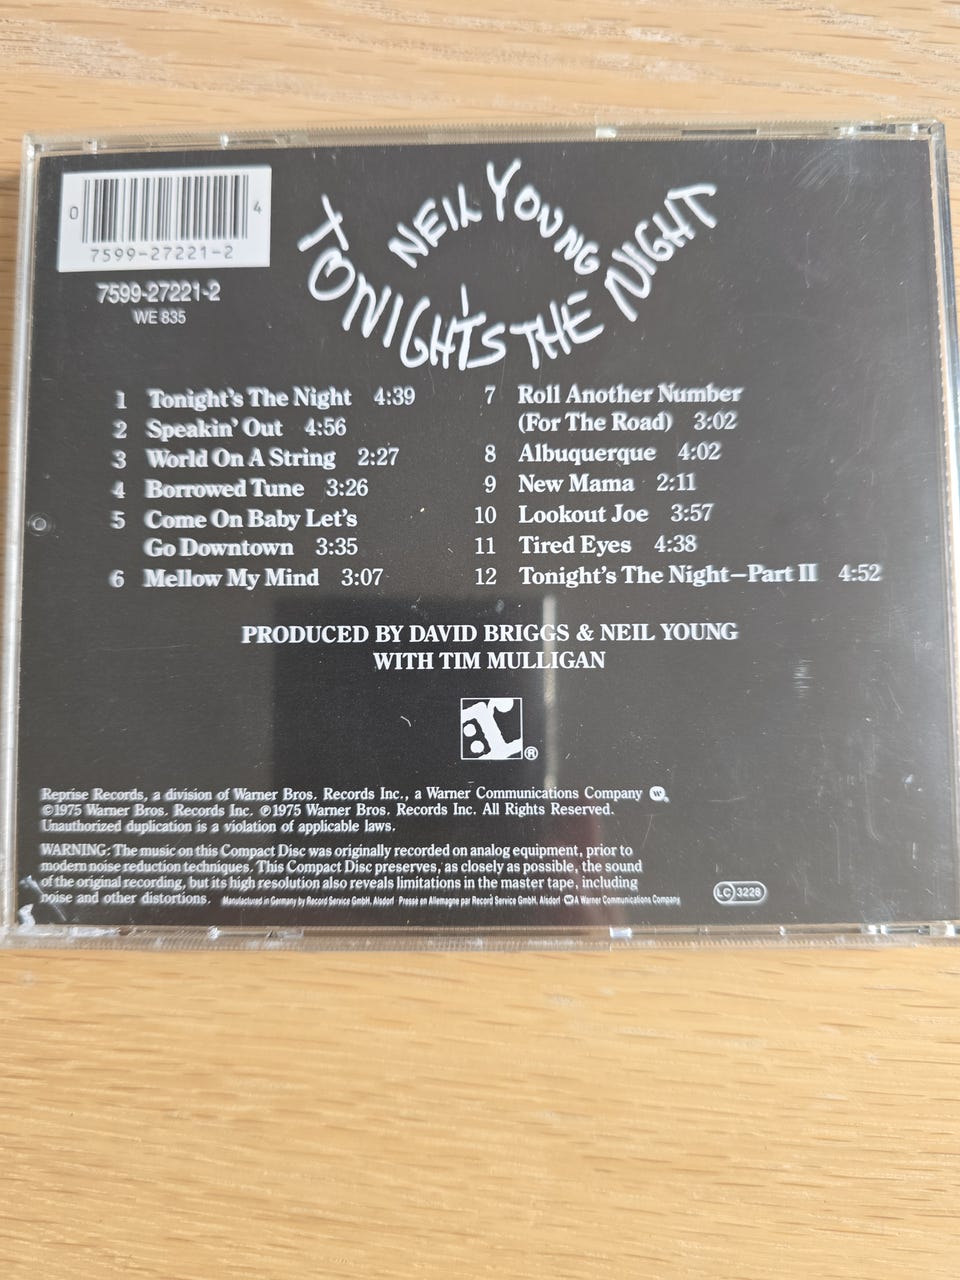 0 4
7599-27221-2
7599-27221-2
WE 835
NEIL YOUNG
TONIGHT'S THE NIGHT
1 Tonight's The Night 4:39
2 Speakin' Out 4:56
3 World On A String 2:27
4 Borrowed Tune 3:26
5 Come On Baby Let's
Go Downtown 3:35
6 Mellow My Mind 3:07
7 Roll Another Number
(For The Road) 3:02
8 Albuquerque 4:02
9 New Mama 2:11
10 Lookout Joe 3:57
11 Tired Eyes 4:38
12 Tonight's The Night–Part II 4:52
PRODUCED BY DAVID BRIGGS & NEIL YOUNG
WITH TIM MULLIGAN
r ®
Reprise Records, a division of Warner Bros. Records Inc., a Warner Communications Company
©1975 Warner Bros. Records Inc. ℗1975 Warner Bros. Records Inc. All Rights Reserved.
Unauthorized duplication is a violation of applicable laws.
WARNING: The music on this Compact Disc was originally recorded on analog equipment, prior to
modern noise reduction techniques. This Compact Disc preserves, as closely as possible, the sound
of the original recording, but its high resolution also reveals limitations in the master tape, including
noise and other distortions. Manufactured in Germany by Record Service GmbH, Alsdorf Pressé en Allemagne par Record Service GmbH, Alsdorf A Warner Communications Company
LC 3228